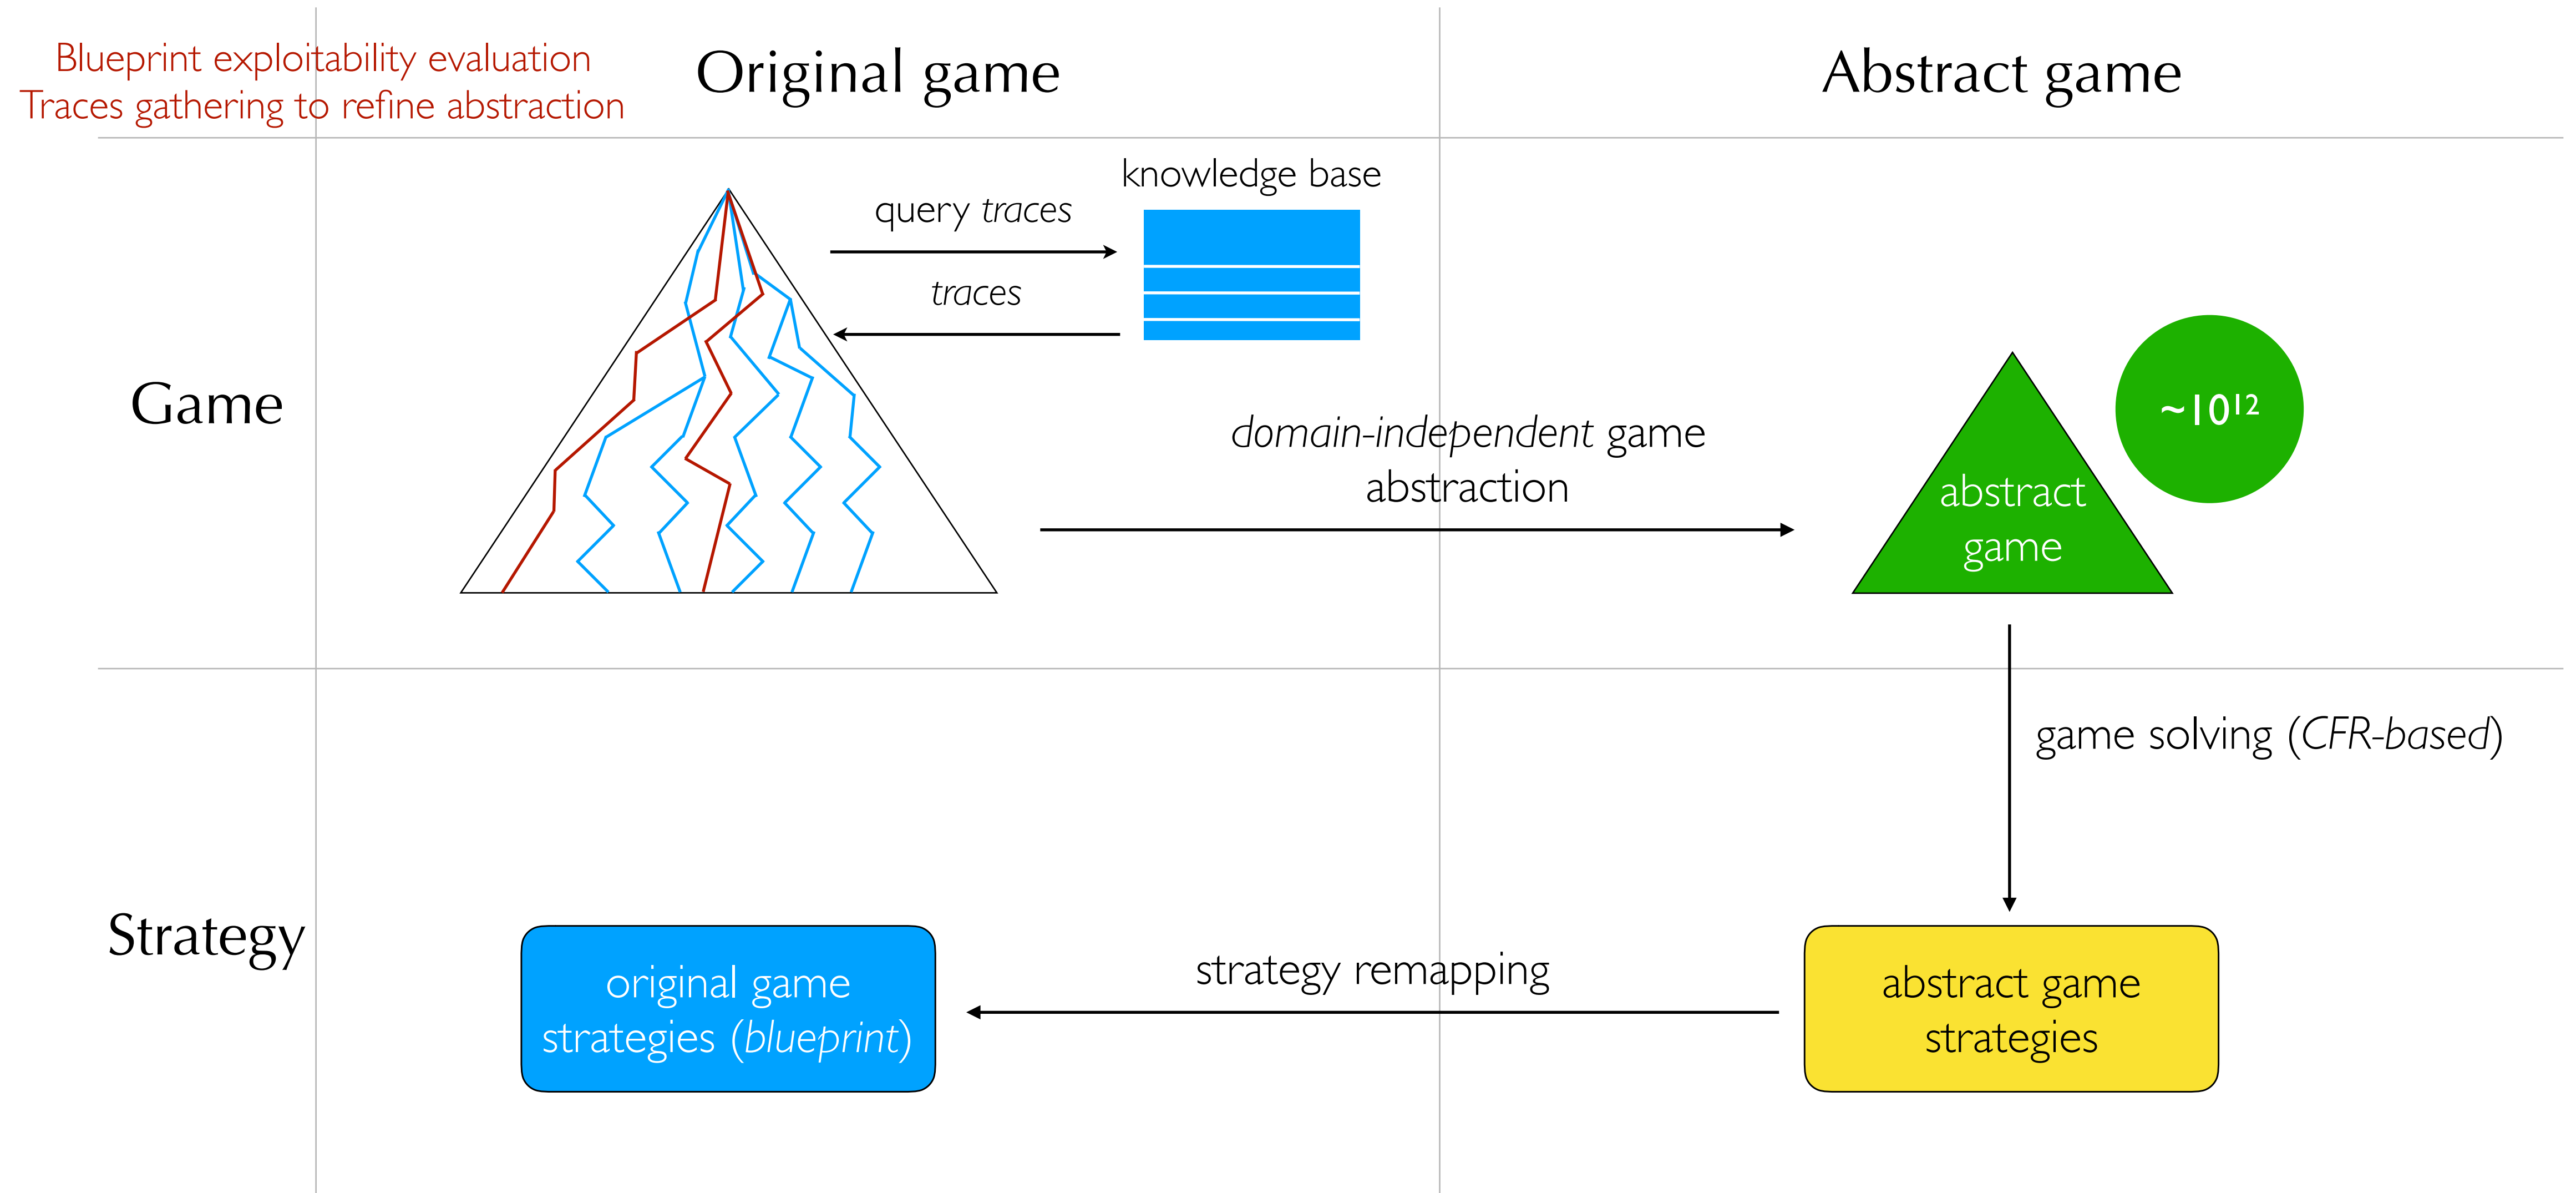 Blueprint exploitability evaluation
Traces gathering to refine abstraction
Original game
Abstract game
knowledge base
query traces
traces
Game
domain-independent game
abstraction
~10¹²
abstract
game
game solving (CFR-based)
Strategy
strategy remapping
original game
strategies (blueprint)
abstract game
strategies